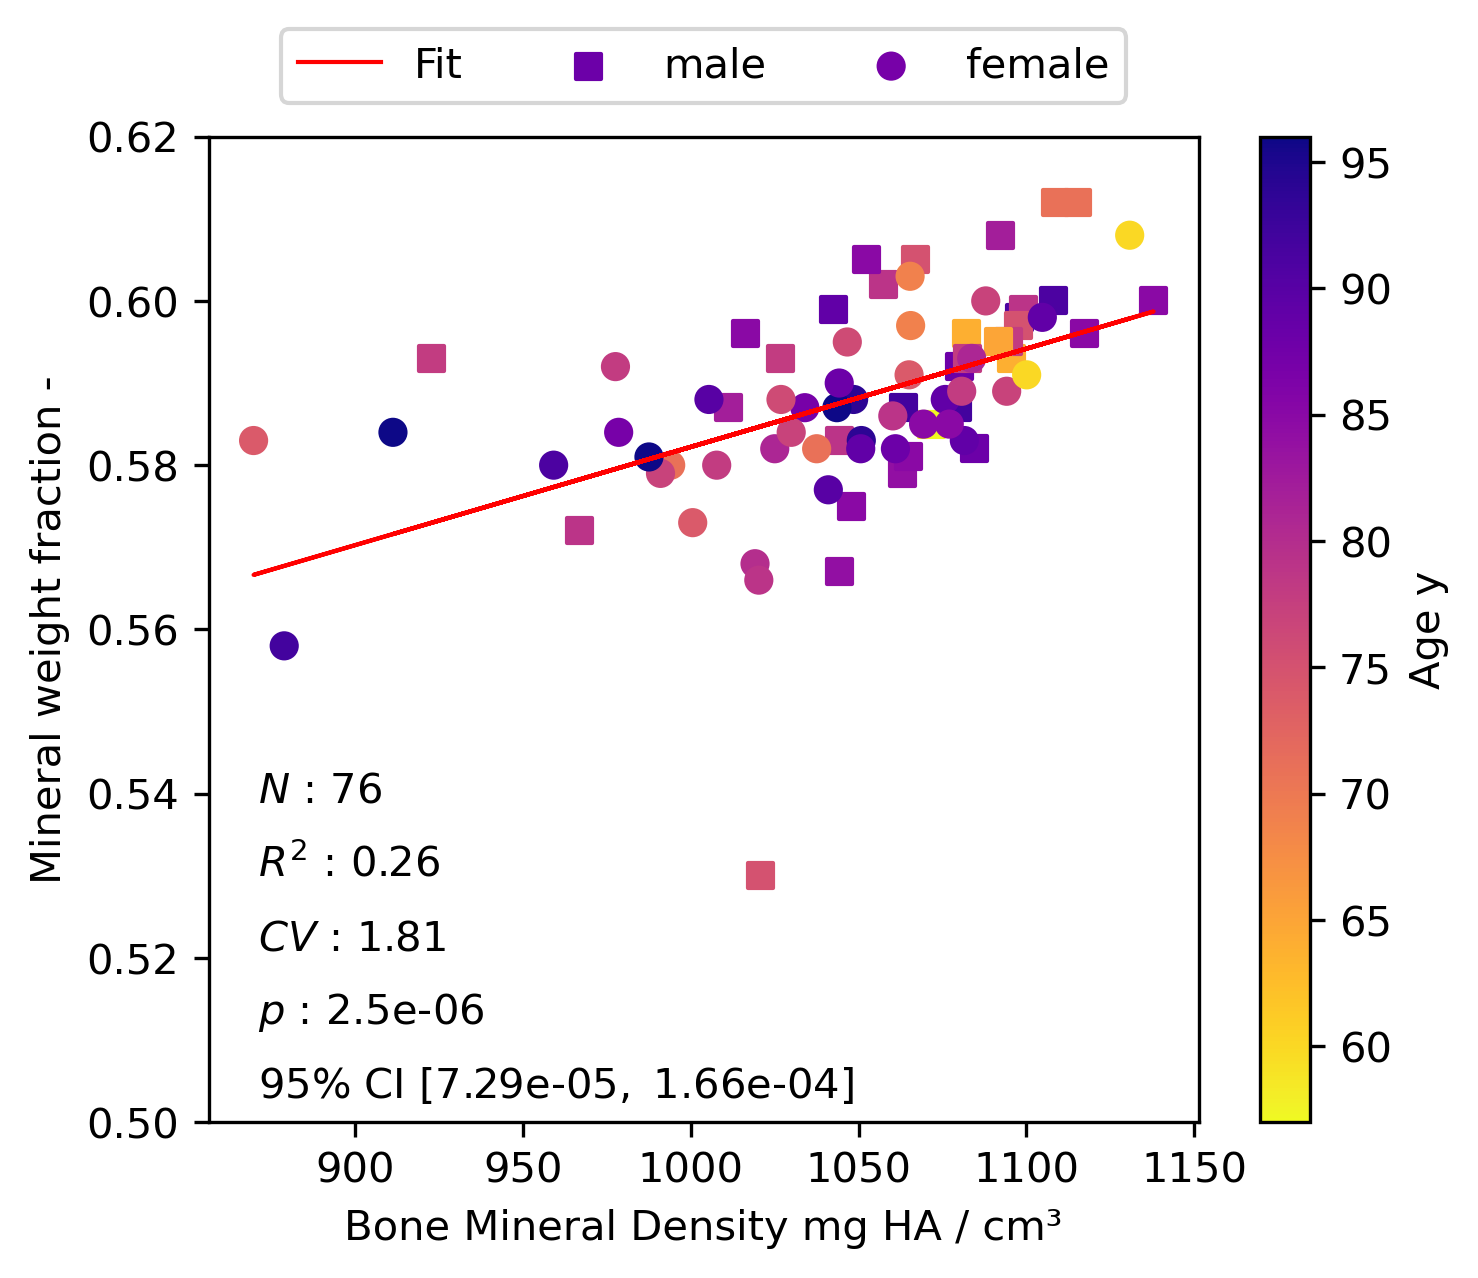 Fit male female
0.62
0.60
0.58
0.56
0.54
0.52
0.50
Mineral weight fraction -
N : 76
R² : 0.26
CV : 1.81
p : 2.5e-06
95% CI [7.29e-05, 1.66e-04]
900 950 1000 1050 1100 1150
Bone Mineral Density mg HA / cm³
95
90
85
80
75
70
65
60
Age y